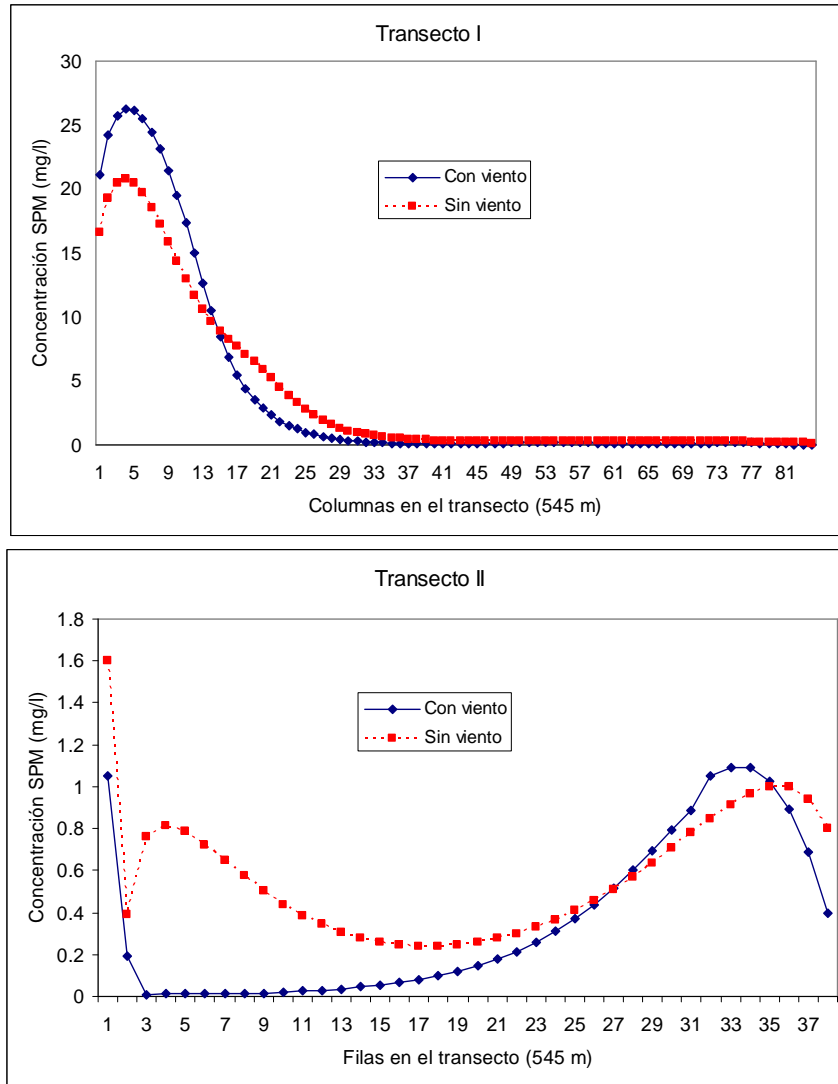 Transecto I
30
25
20
15
10
5
0
Concentración SPM (mg/l)
Con viento
Sin viento
1 5 9 13 17 21 25 29 33 37 41 45 49 53 57 61 65 69 73 77 81
Columnas en el transecto (545 m)
Transecto II
1.8
1.6
1.4
1.2
1
0.8
0.6
0.4
0.2
0
Concentración SPM (mg/l)
Con viento
Sin viento
1 3 5 7 9 11 13 15 17 19 21 23 25 27 29 31 33 35 37
Filas en el transecto (545 m)